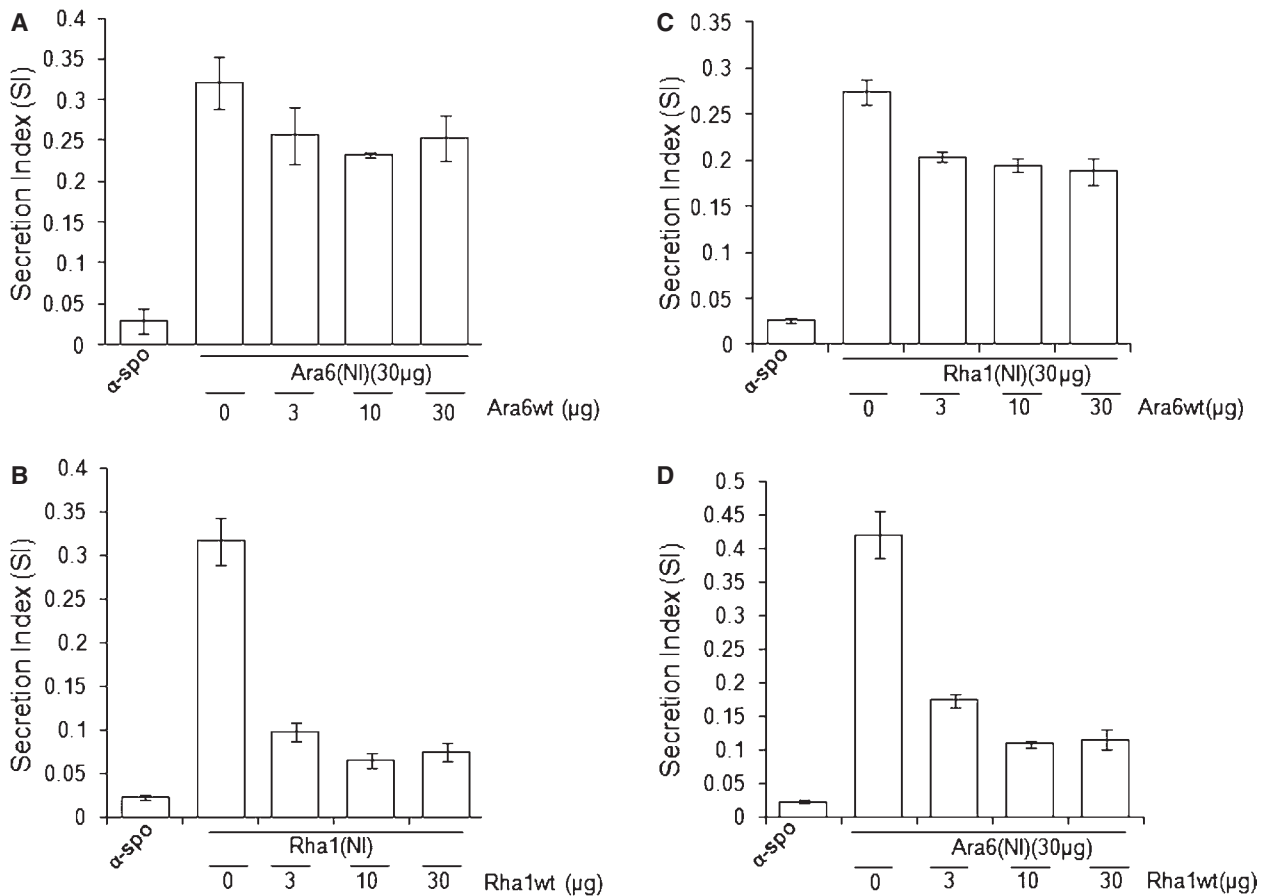 A
Secretion Index (SI)
0.4
0.35
0.3
0.25
0.2
0.15
0.1
0.05
0
α-spo
Ara6(NI)(30µg)
0 3 10 30 Ara6wt (µg)
B
Secretion Index (SI)
0.4
0.35
0.3
0.25
0.2
0.15
0.1
0.05
0
α-spo
Rha1(NI)
0 3 10 30 Rha1wt (µg)
C
Secretion Index (SI)
0.35
0.3
0.25
0.2
0.15
0.1
0.05
0
α-spo
Rha1(NI)(30µg)
0 3 10 30 Ara6wt(µg)
D
Secretion Index (SI)
0.5
0.45
0.4
0.35
0.3
0.25
0.2
0.15
0.1
0.05
0
α-spo
Ara6(NI)(30µg)
0 3 10 30 Rha1wt(µg)